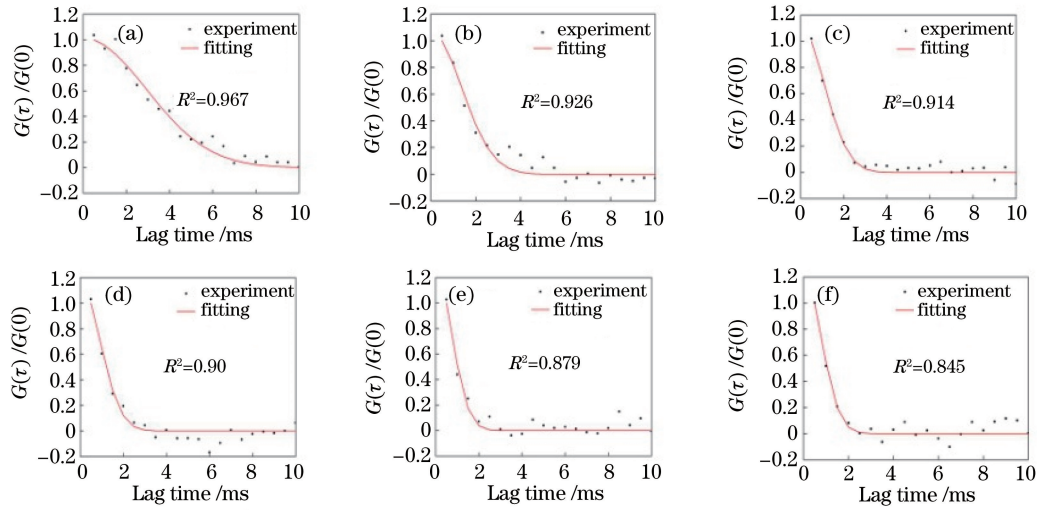 1.2
1.0
0.8
0.6
0.4
0.2
0
−0.2
G(τ)/G(0)
(a)
experiment
fitting
R²=0.967
0 2 4 6 8 10
Lag time /ms
1.2
1.0
0.8
0.6
0.4
0.2
0
−0.2
G(τ)/G(0)
(b)
experiment
fitting
R²=0.926
0 2 4 6 8 10
Lag time /ms
1.2
1.0
0.8
0.6
0.4
0.2
0
−0.2
G(τ)/G(0)
(c)
experiment
fitting
R²=0.914
0 2 4 6 8 10
Lag time /ms
1.2
1.0
0.8
0.6
0.4
0.2
0
−0.2
G(τ)/G(0)
(d)
experiment
fitting
R²=0.90
0 2 4 6 8 10
Lag time /ms
1.2
1.0
0.8
0.6
0.4
0.2
0
−0.2
G(τ)/G(0)
(e)
experiment
fitting
R²=0.879
0 2 4 6 8 10
Lag time /ms
1.2
1.0
0.8
0.6
0.4
0.2
0
−0.2
G(τ)/G(0)
(f)
experiment
fitting
R²=0.845
0 2 4 6 8 10
Lag time /ms